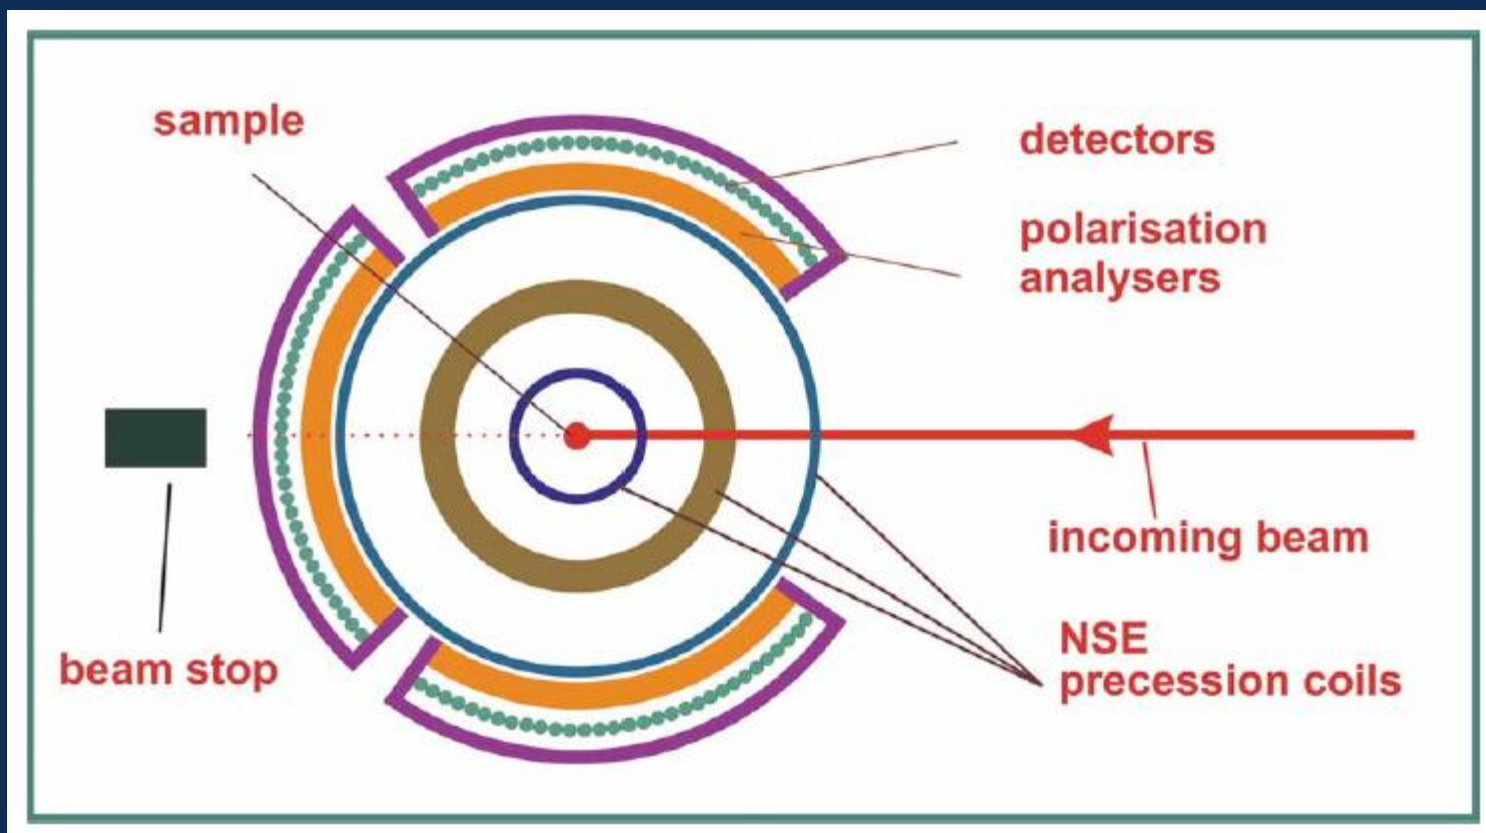 sample
detectors
polarisation
analysers
incoming beam
NSE
precession coils
beam stop